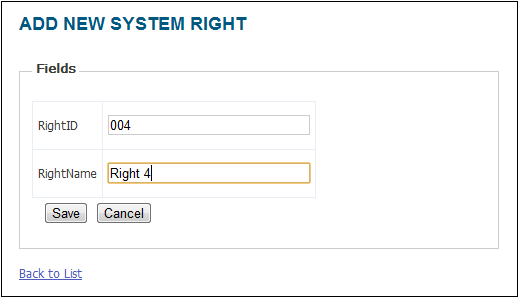 ADD NEW SYSTEM RIGHT
Fields
RightID 004
RightName Right 4
Save Cancel
Back to List